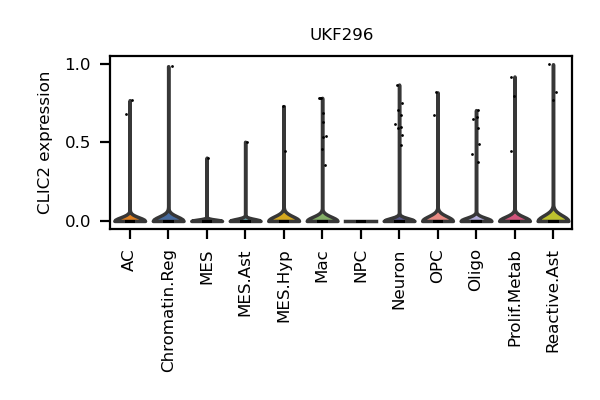 UKF296
CLIC2 expression
1.0
0.5
0.0
AC
Chromatin.Reg
MES
MES.Ast
MES.Hyp
Mac
NPC
Neuron
OPC
Oligo
Prolif.Metab
Reactive.Ast